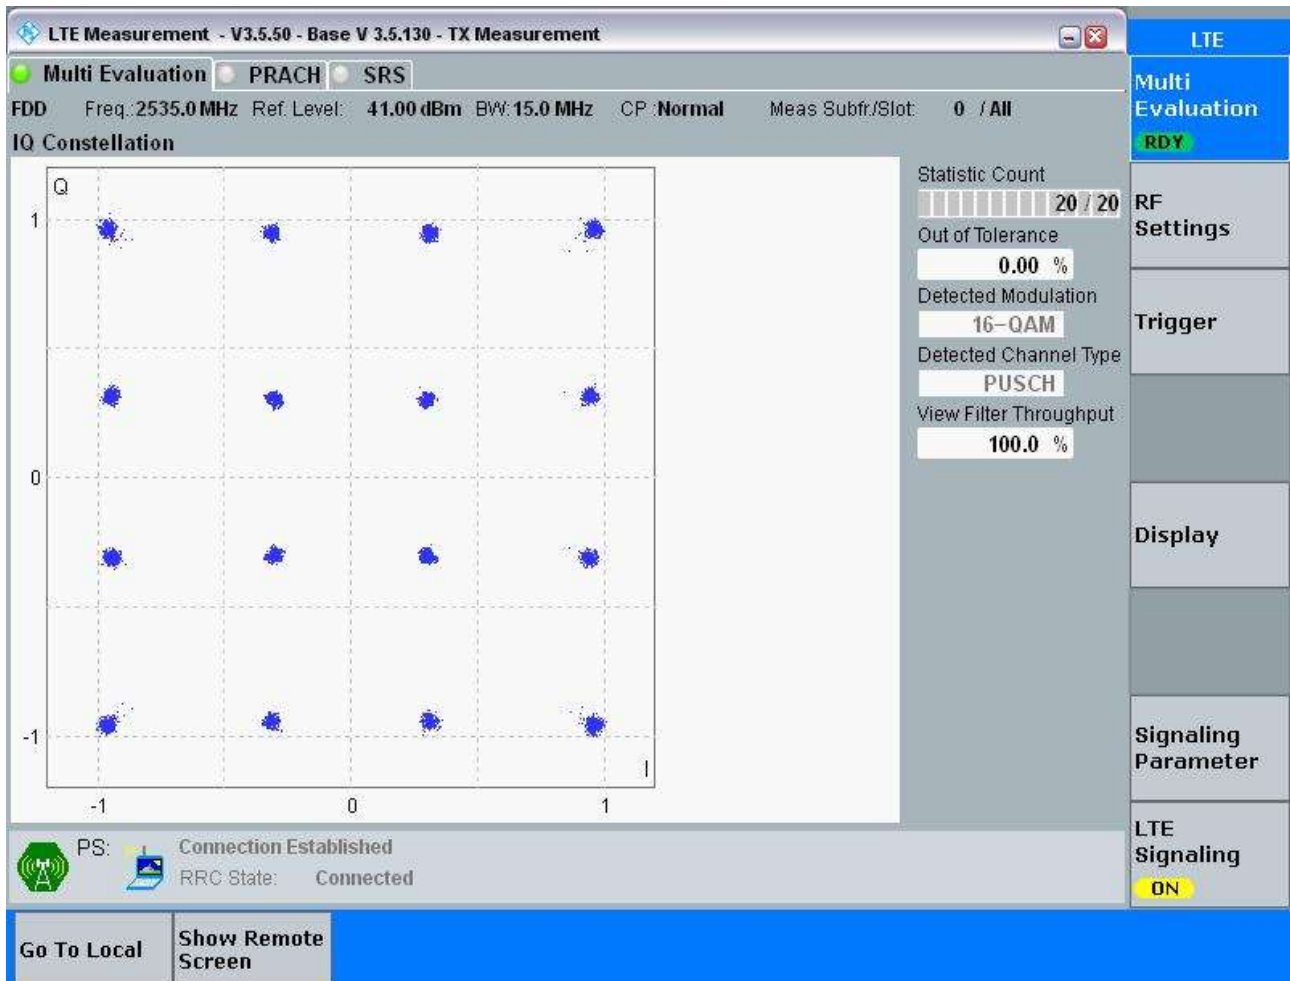 LTE Measurement - V3.5.50 - Base V 3.5.130 - TX Measurement
Multi Evaluation PRACH SRS
FDD Freq.:2535.0 MHz Ref. Level: 41.00 dBm BW:15.0 MHz CP :Normal Meas Subfr./Slot: 0 / All
IQ Constellation
Q
1
0
-1
I
-1 0 1
Statistic Count
20 / 20
Out of Tolerance
0.00 %
Detected Modulation
16-QAM
Detected Channel Type
PUSCH
View Filter Throughput
100.0 %
PS: Connection Established
RRC State: Connected
LTE
Multi
Evaluation
RDY
RF
Settings
Trigger
Display
Signaling
Parameter
LTE
Signaling
ON
Go To Local
Show Remote
Screen